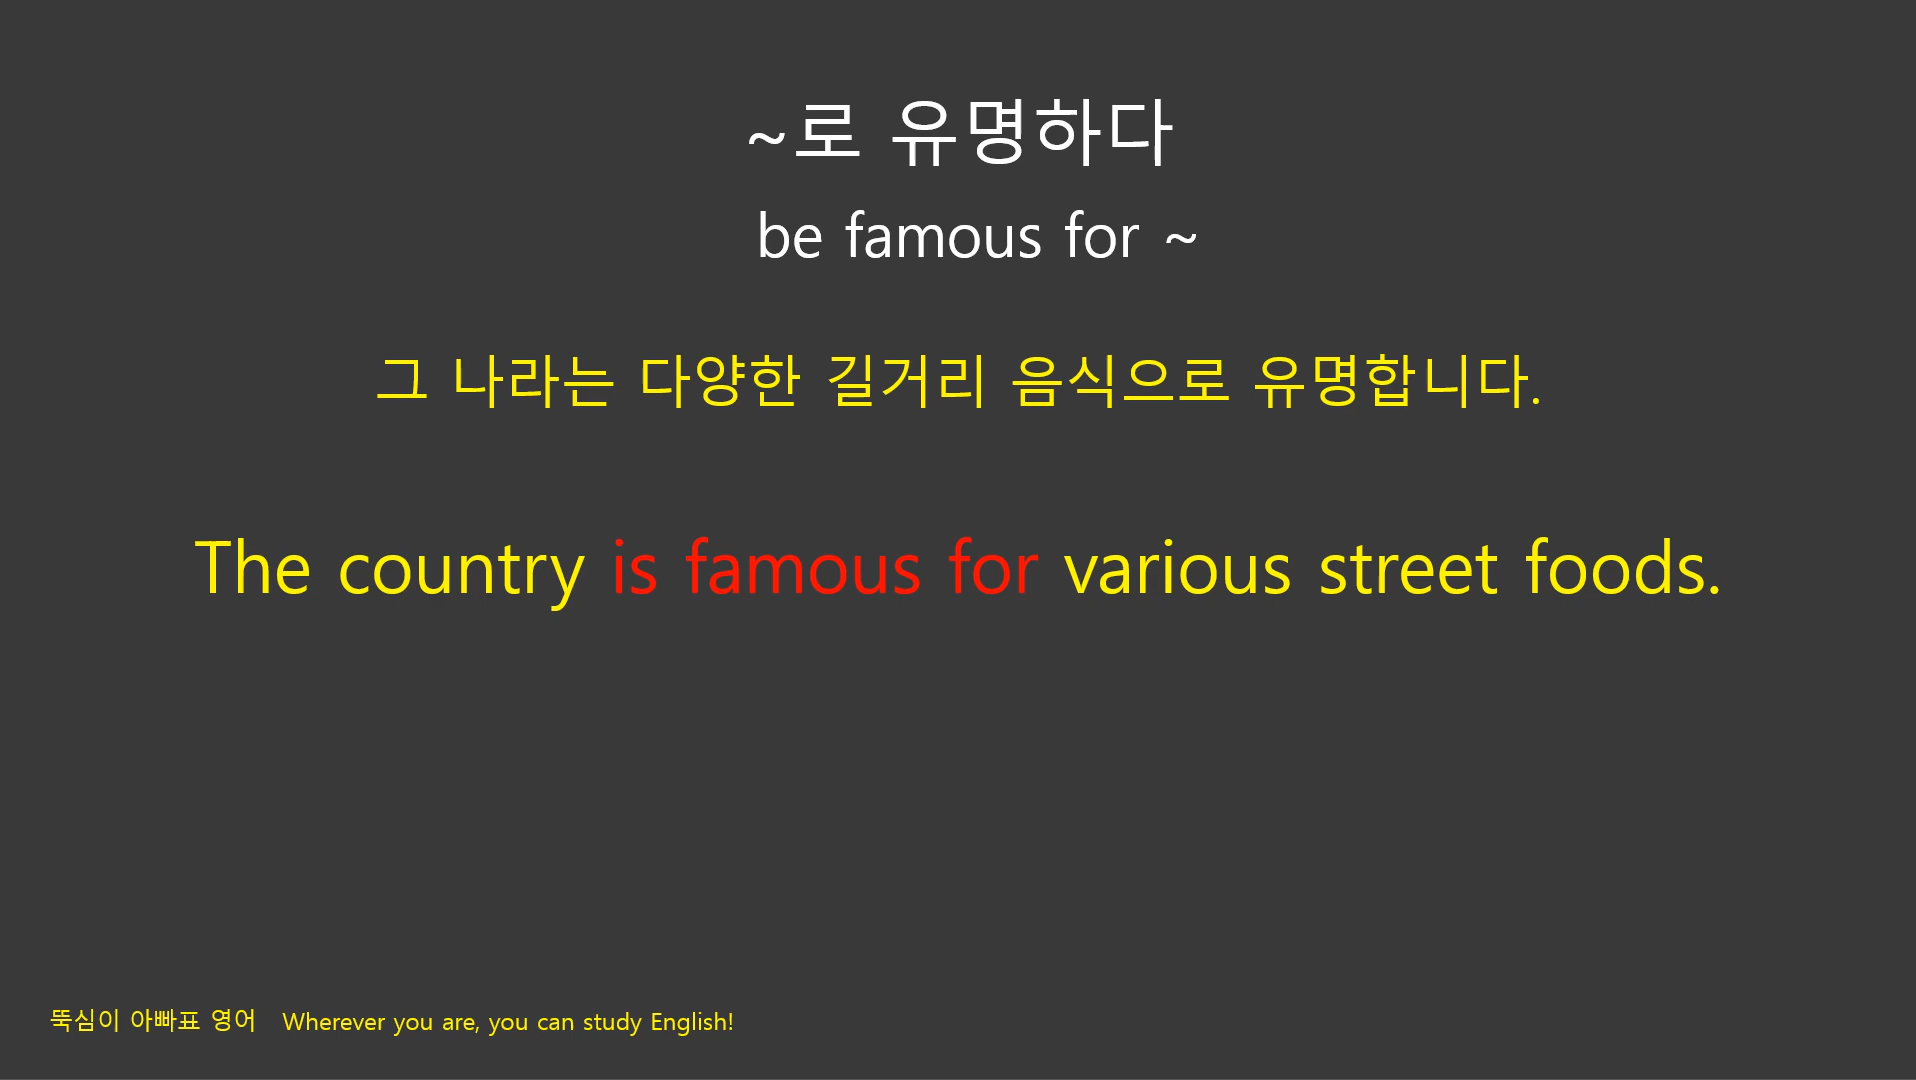 ~로 유명하다
be famous for ~
그 나라는 다양한 길거리 음식으로 유명합니다.
The country is famous for various street foods.
뚝심이 아빠표 영어 Wherever you are, you can study English!